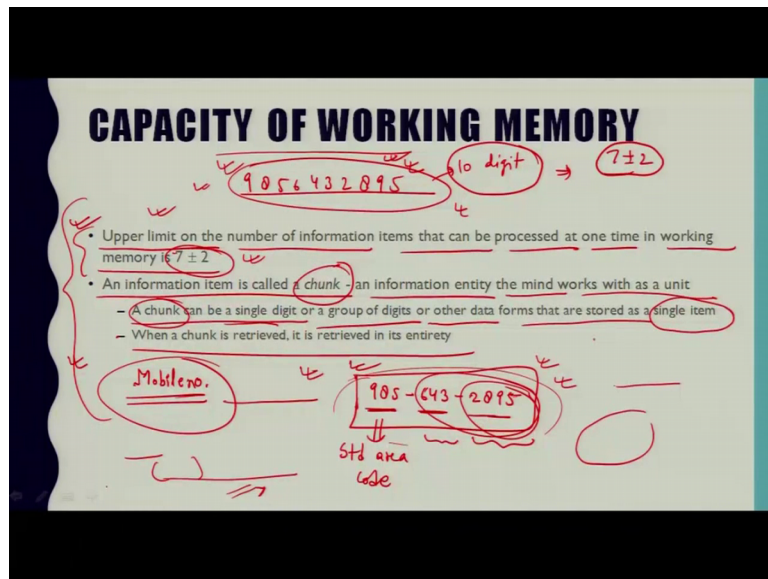 CAPACITY OF WORKING MEMORY
9856432895 10 digit ⇒ 7±2
• Upper limit on the number of information items that can be processed at one time in working
memory is 7 ± 2
• An information item is called a chunk - an information entity the mind works with as a unit
– A chunk can be a single digit or a group of digits or other data forms that are stored as a single item
– When a chunk is retrieved, it is retrieved in its entirety
Mobile no. 985-643-2895
Std area
code